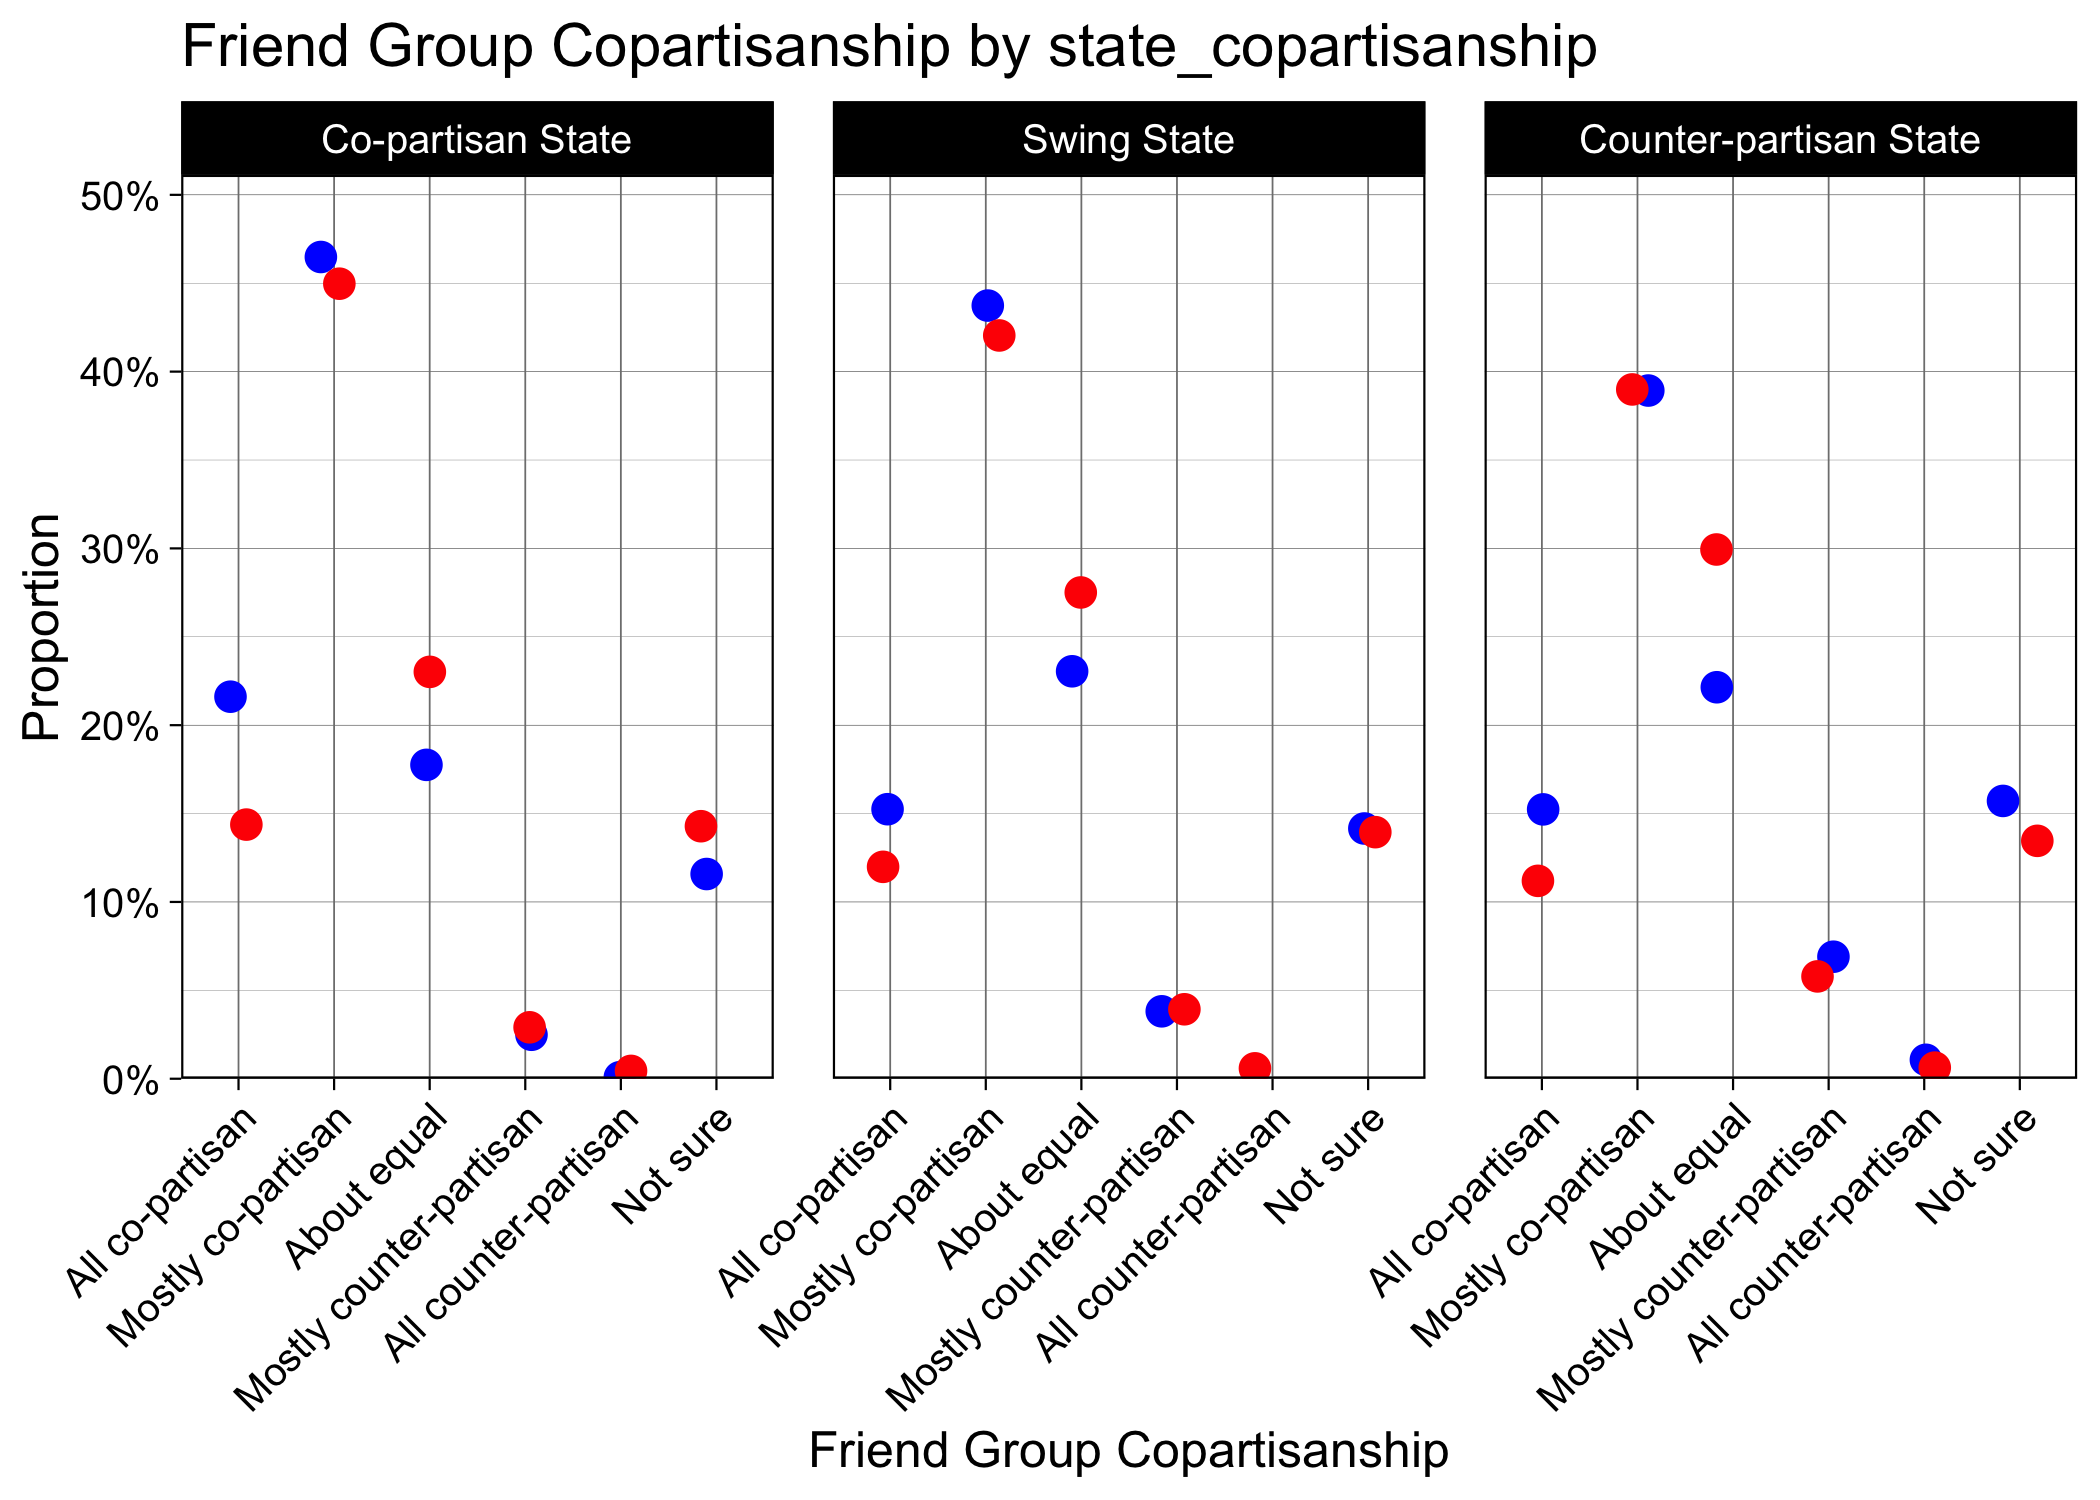 Friend Group Copartisanship by state_copartisanship
Co-partisan State
Swing State
Counter-partisan State
Proportion
50%
40%
30%
20%
10%
0%
All co-partisan
Mostly co-partisan
About equal
Mostly counter-partisan
All counter-partisan
Not sure
All co-partisan
Mostly co-partisan
About equal
Mostly counter-partisan
All counter-partisan
Not sure
All co-partisan
Mostly co-partisan
About equal
Mostly counter-partisan
All counter-partisan
Not sure
Friend Group Copartisanship